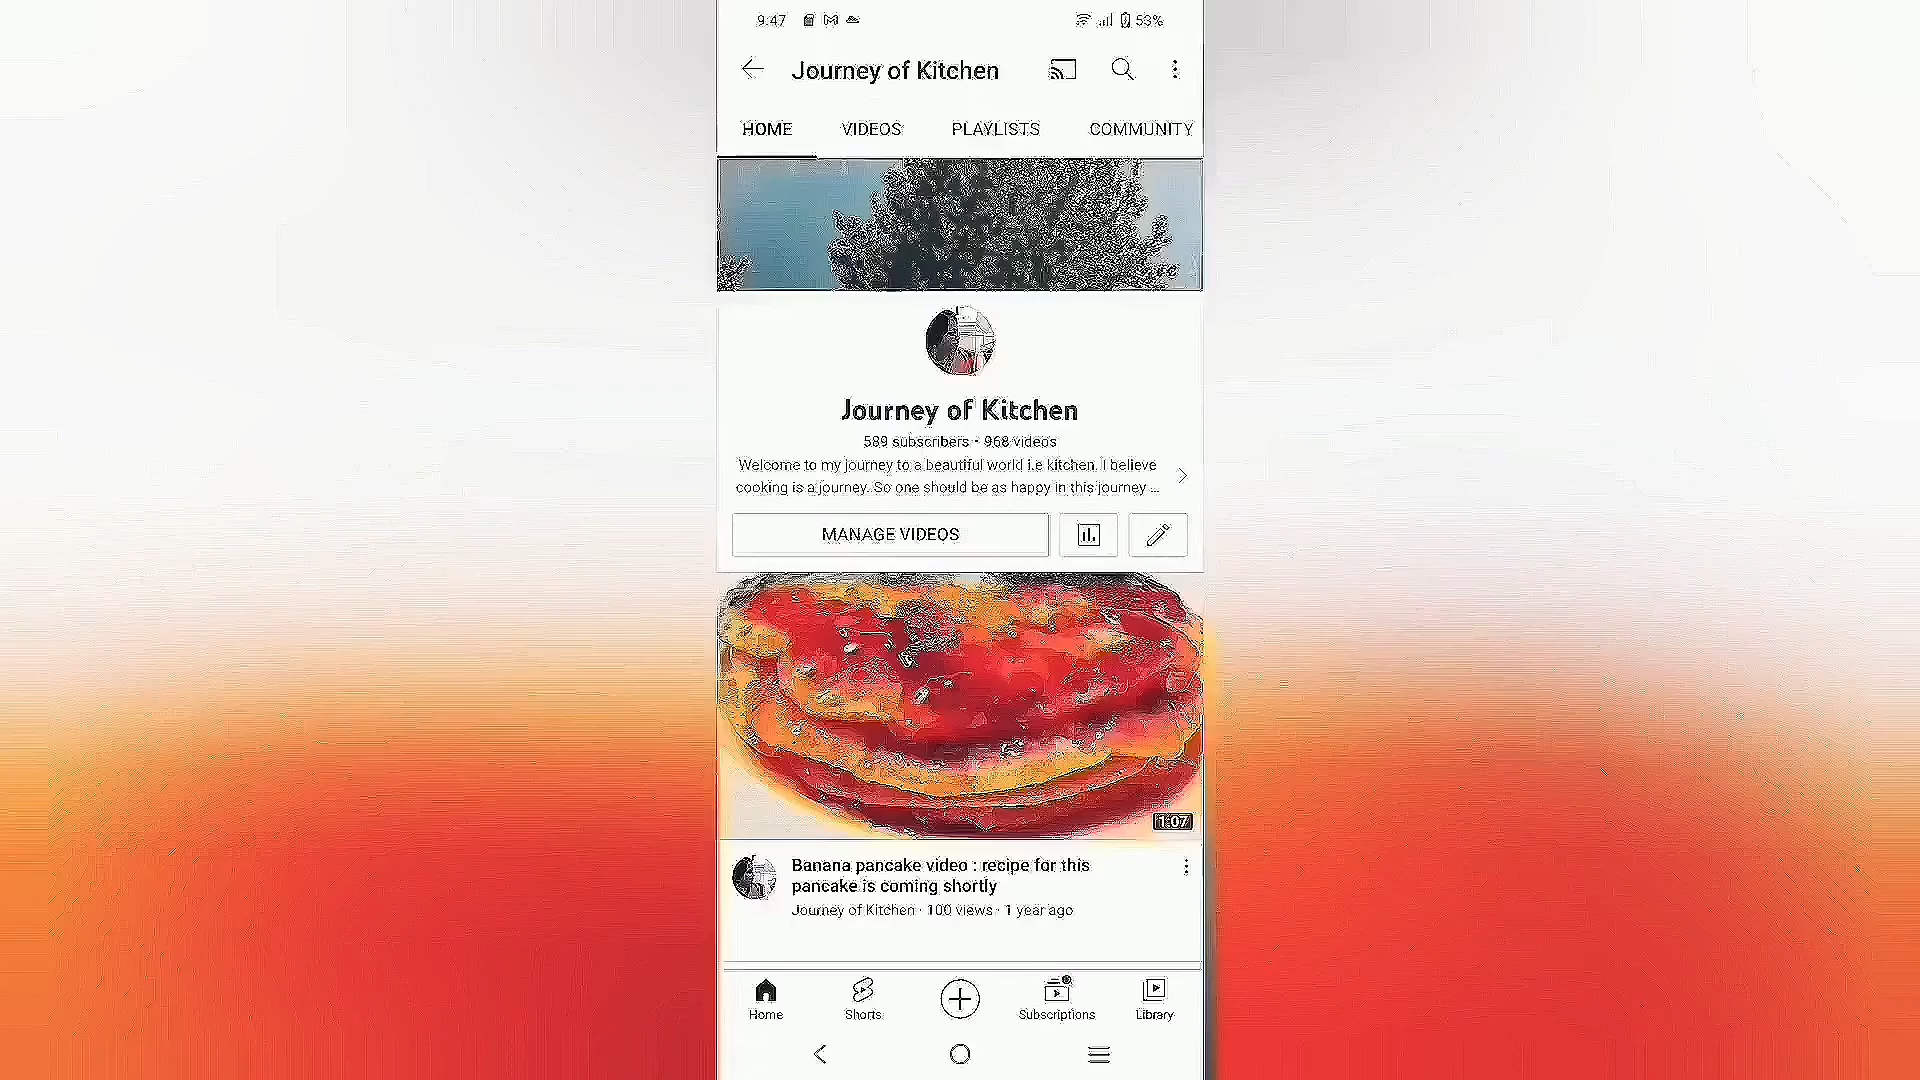 9:47 53%
Journey of Kitchen
HOME VIDEOS PLAYLISTS COMMUNITY
Journey of Kitchen
589 subscribers · 968 videos
Welcome to my journey to a beautiful world i.e kitchen. I believe
cooking is a journey. So one should be as happy in this journey ...
MANAGE VIDEOS
1:07
Banana pancake video : recipe for this
pancake is coming shortly
Journey of Kitchen · 100 views · 1 year ago
Home Shorts Subscriptions Library